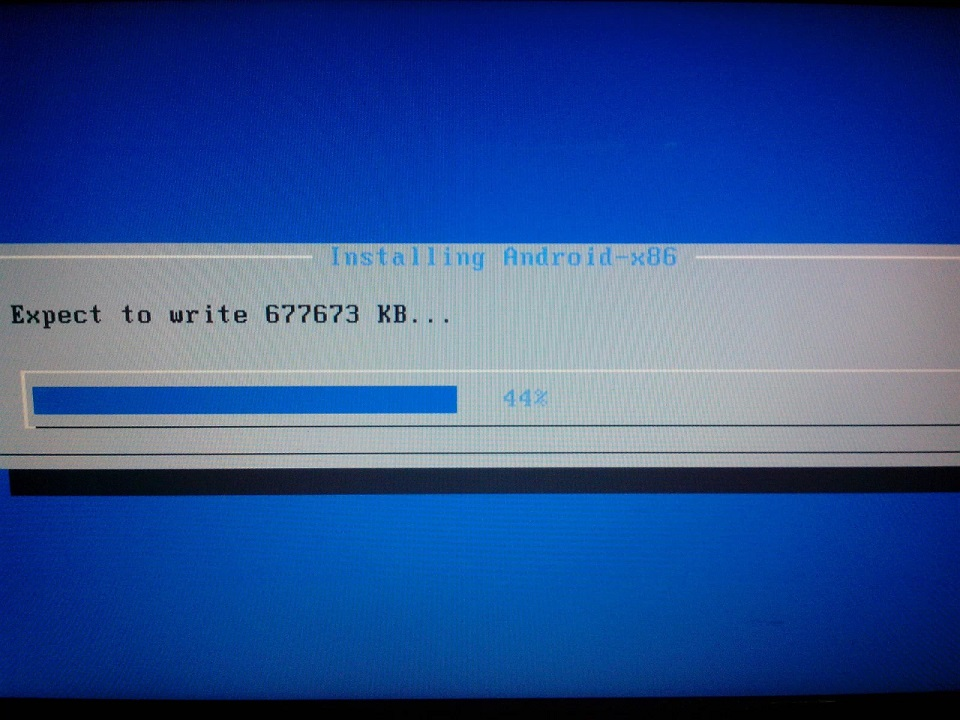 Installing Android-x86
Expect to write 677673 KB...
44%